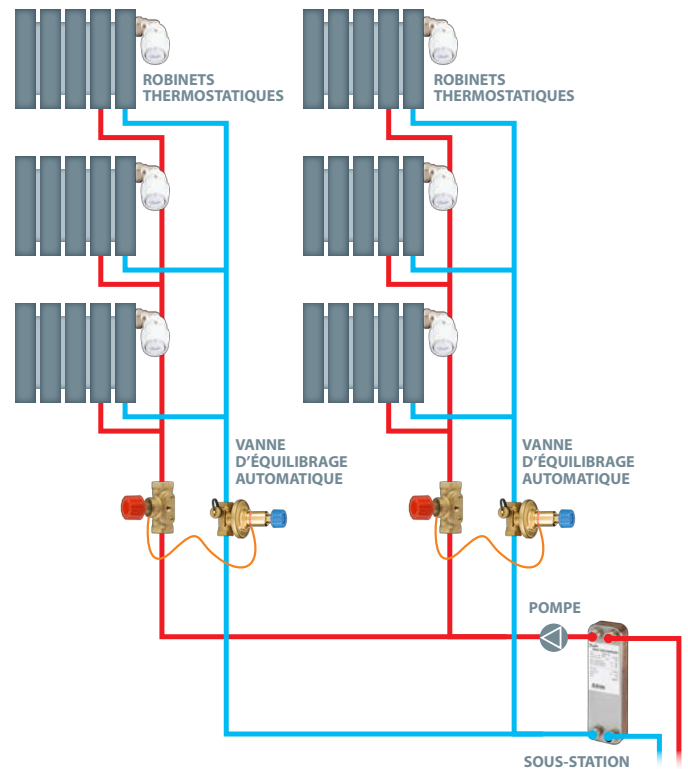 ROBINETS
THERMOSTATIQUES
ROBINETS
THERMOSTATIQUES
VANNE
D'ÉQUILIBRAGE
AUTOMATIQUE
VANNE
D'ÉQUILIBRAGE
AUTOMATIQUE
POMPE
SOUS-STATION